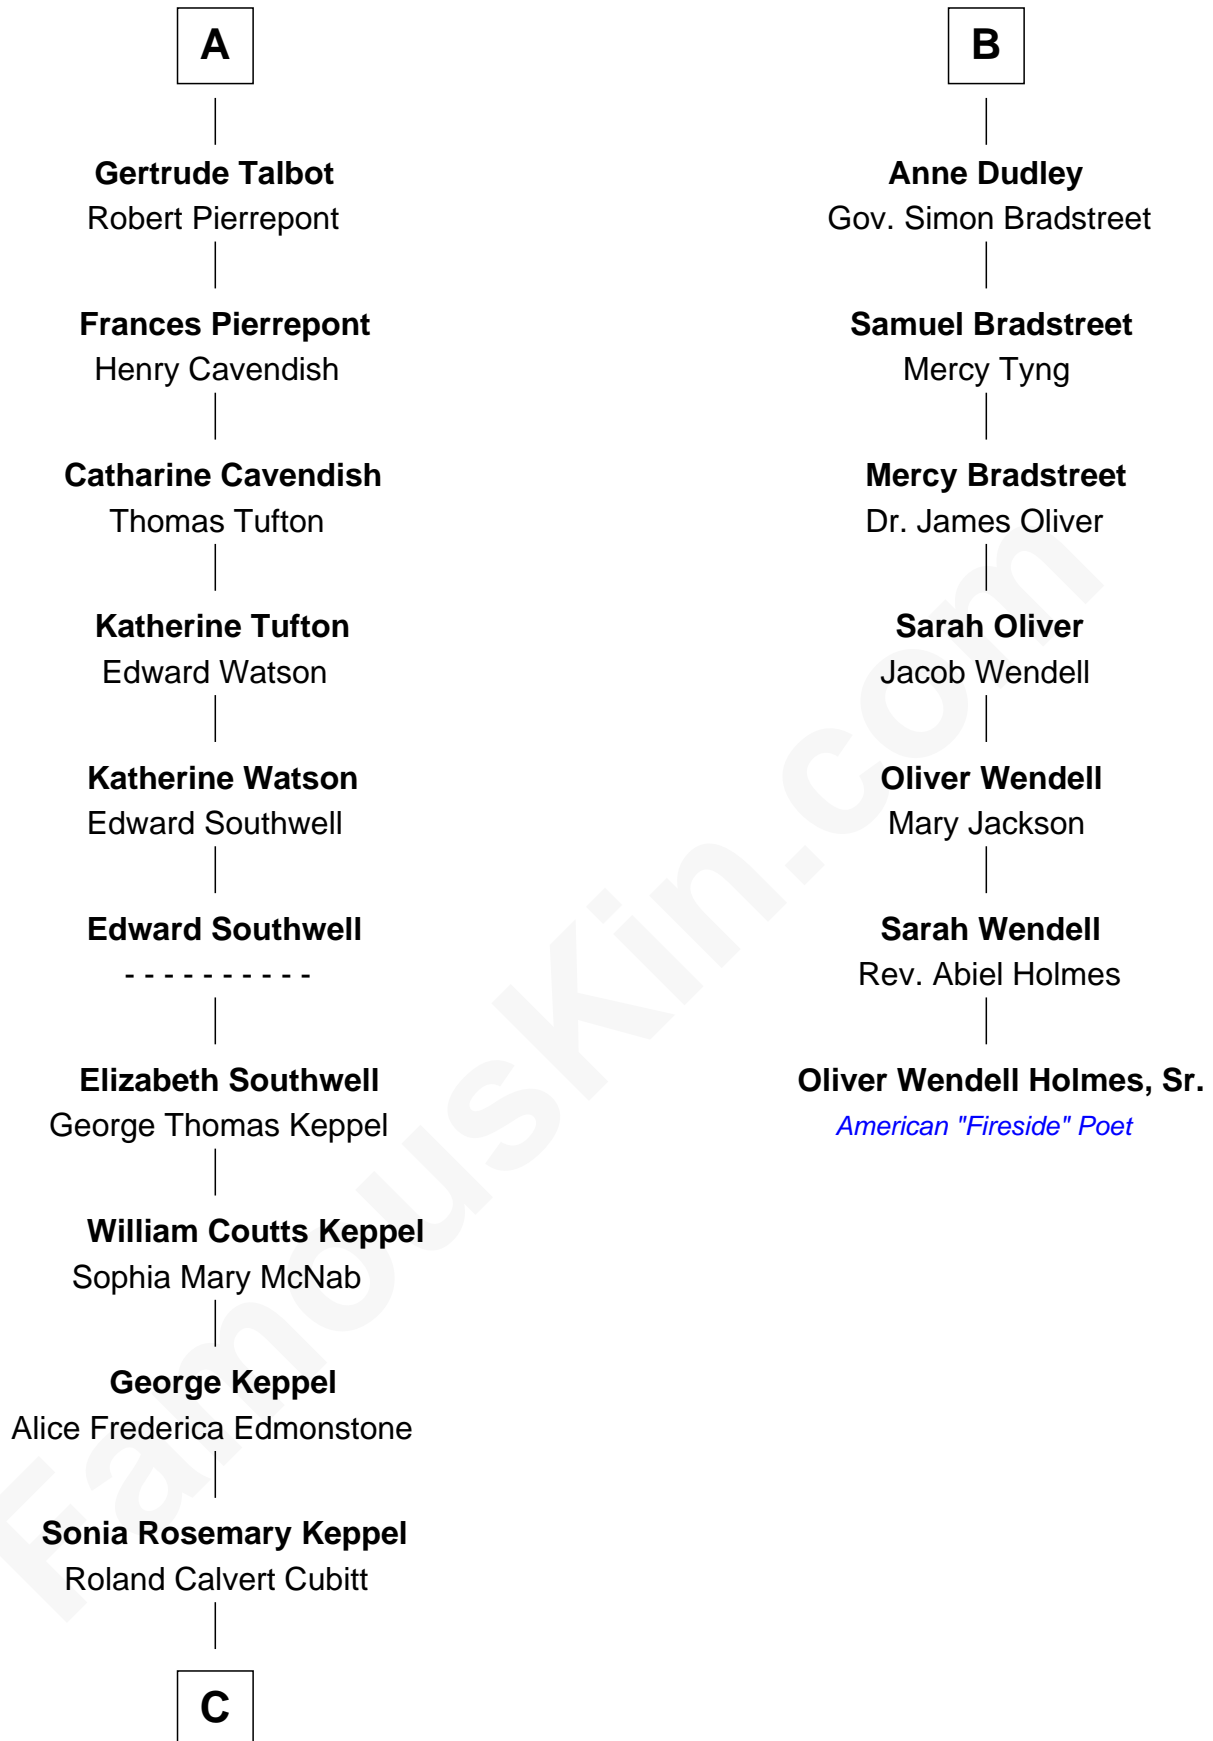 A
Gertrude Talbot
Robert Pierrepont
Frances Pierrepont
Henry Cavendish
Catharine Cavendish
Thomas Tufton
Katherine Tufton
Edward Watson
Katherine Watson
Edward Southwell
Edward Southwell
- - - - - - - - - -
Elizabeth Southwell
George Thomas Keppel
William Coutts Keppel
Sophia Mary McNab
George Keppel
Alice Frederica Edmonstone
Sonia Rosemary Keppel
Roland Calvert Cubitt
C
B
Anne Dudley
Gov. Simon Bradstreet
Samuel Bradstreet
Mercy Tyng
Mercy Bradstreet
Dr. James Oliver
Sarah Oliver
Jacob Wendell
Oliver Wendell
Mary Jackson
Sarah Wendell
Rev. Abiel Holmes
Oliver Wendell Holmes, Sr.
American "Fireside" Poet
FamousKin.com